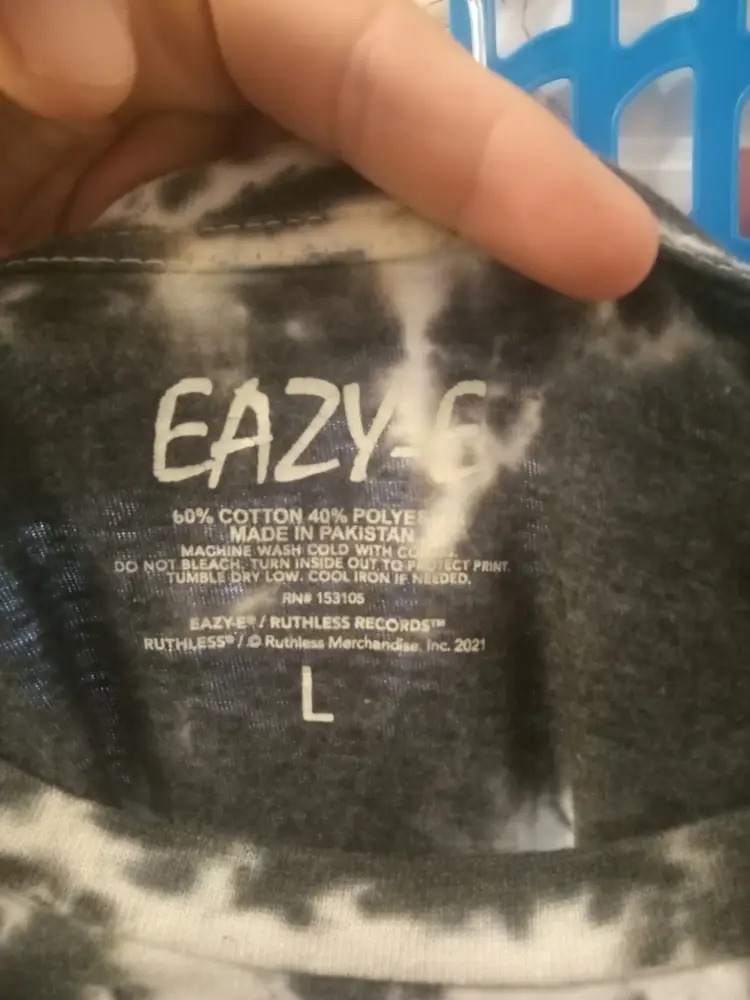 EAZY-E
60% COTTON 40%
MADE IN PAKISTAN
MACHINE WASH COLD WITH
DO NOT BLEACH. TURN INSIDE OUT TO PROTECT PRINT.
TUMBLE DRY LOW. COOL IRON IF NEEDED.
RN# 153105
EAZY-E® / RUTHLESS RECORDS™
RUTHLESS® / © Ruthless Merchandise, Inc. 2021
L